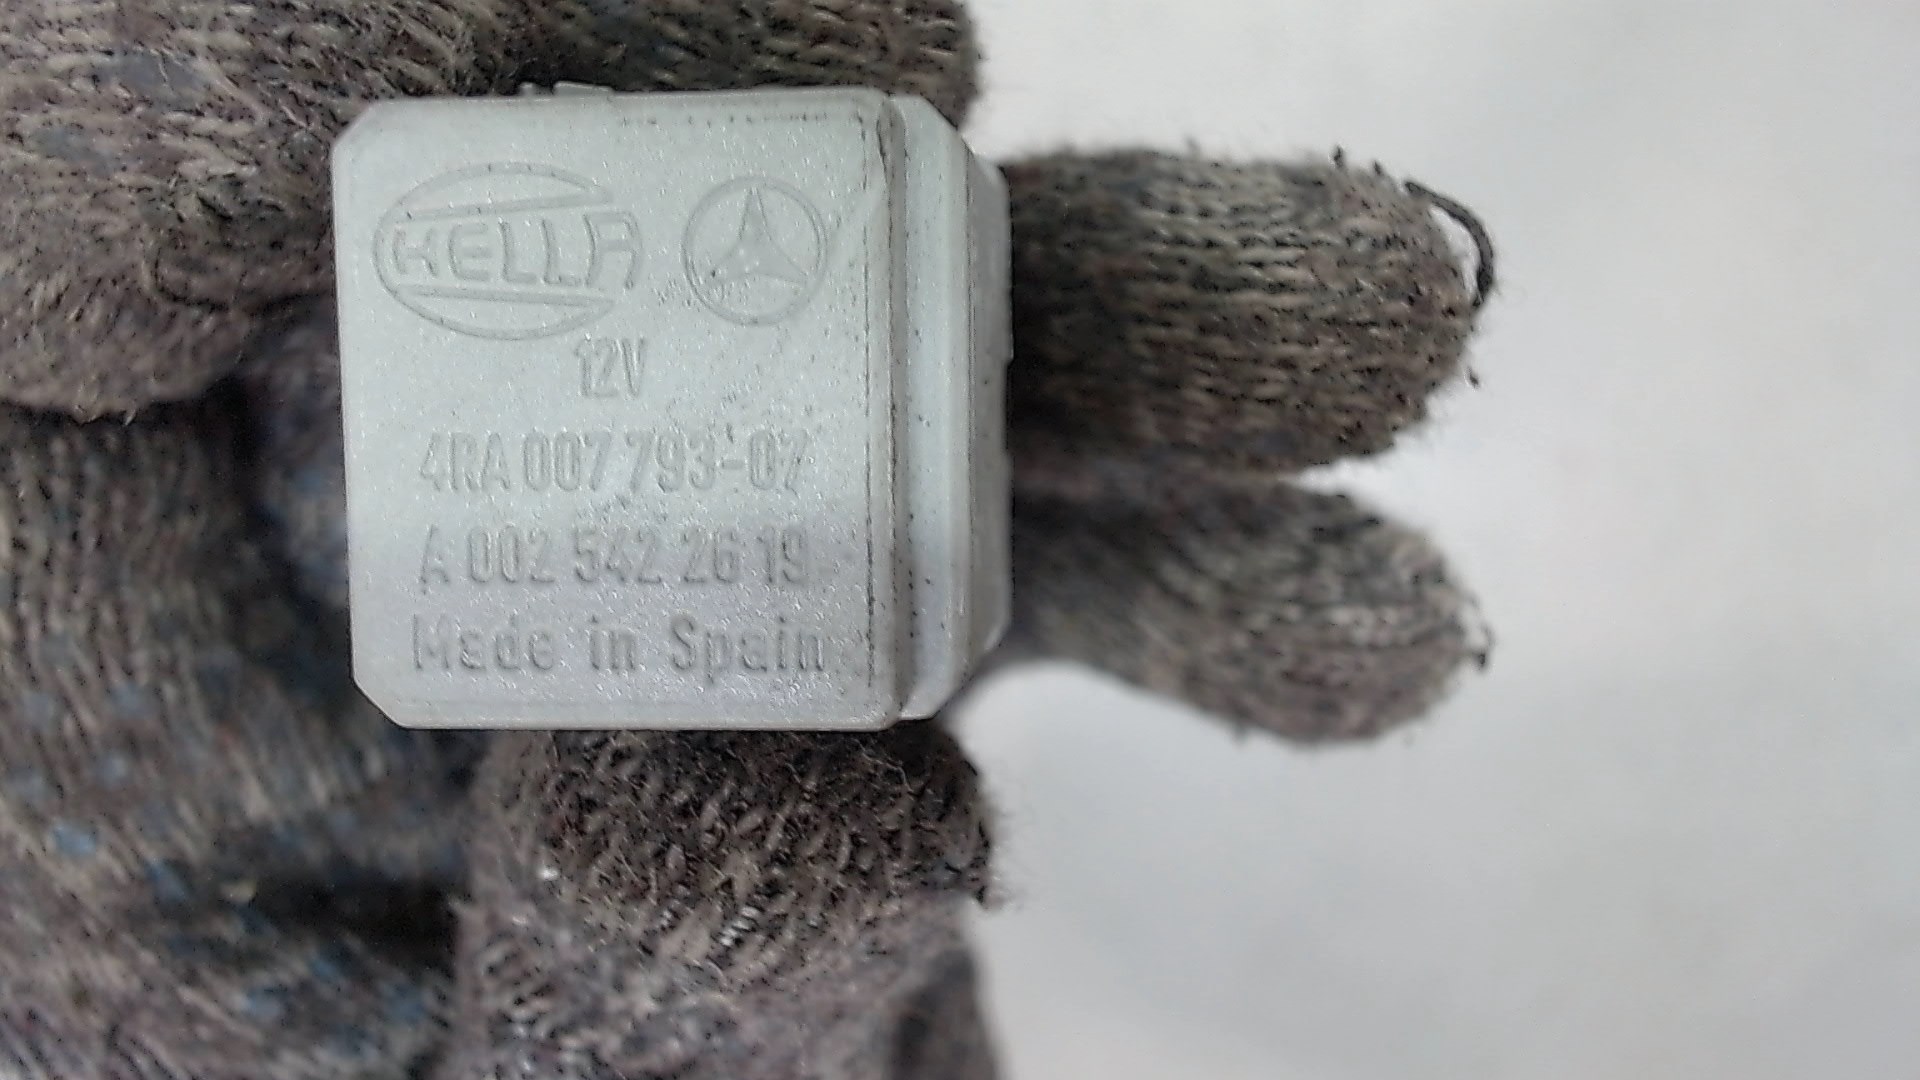 HELLA
12V
4RA 007 793-07
A 002 542 26 19
Made in Spain